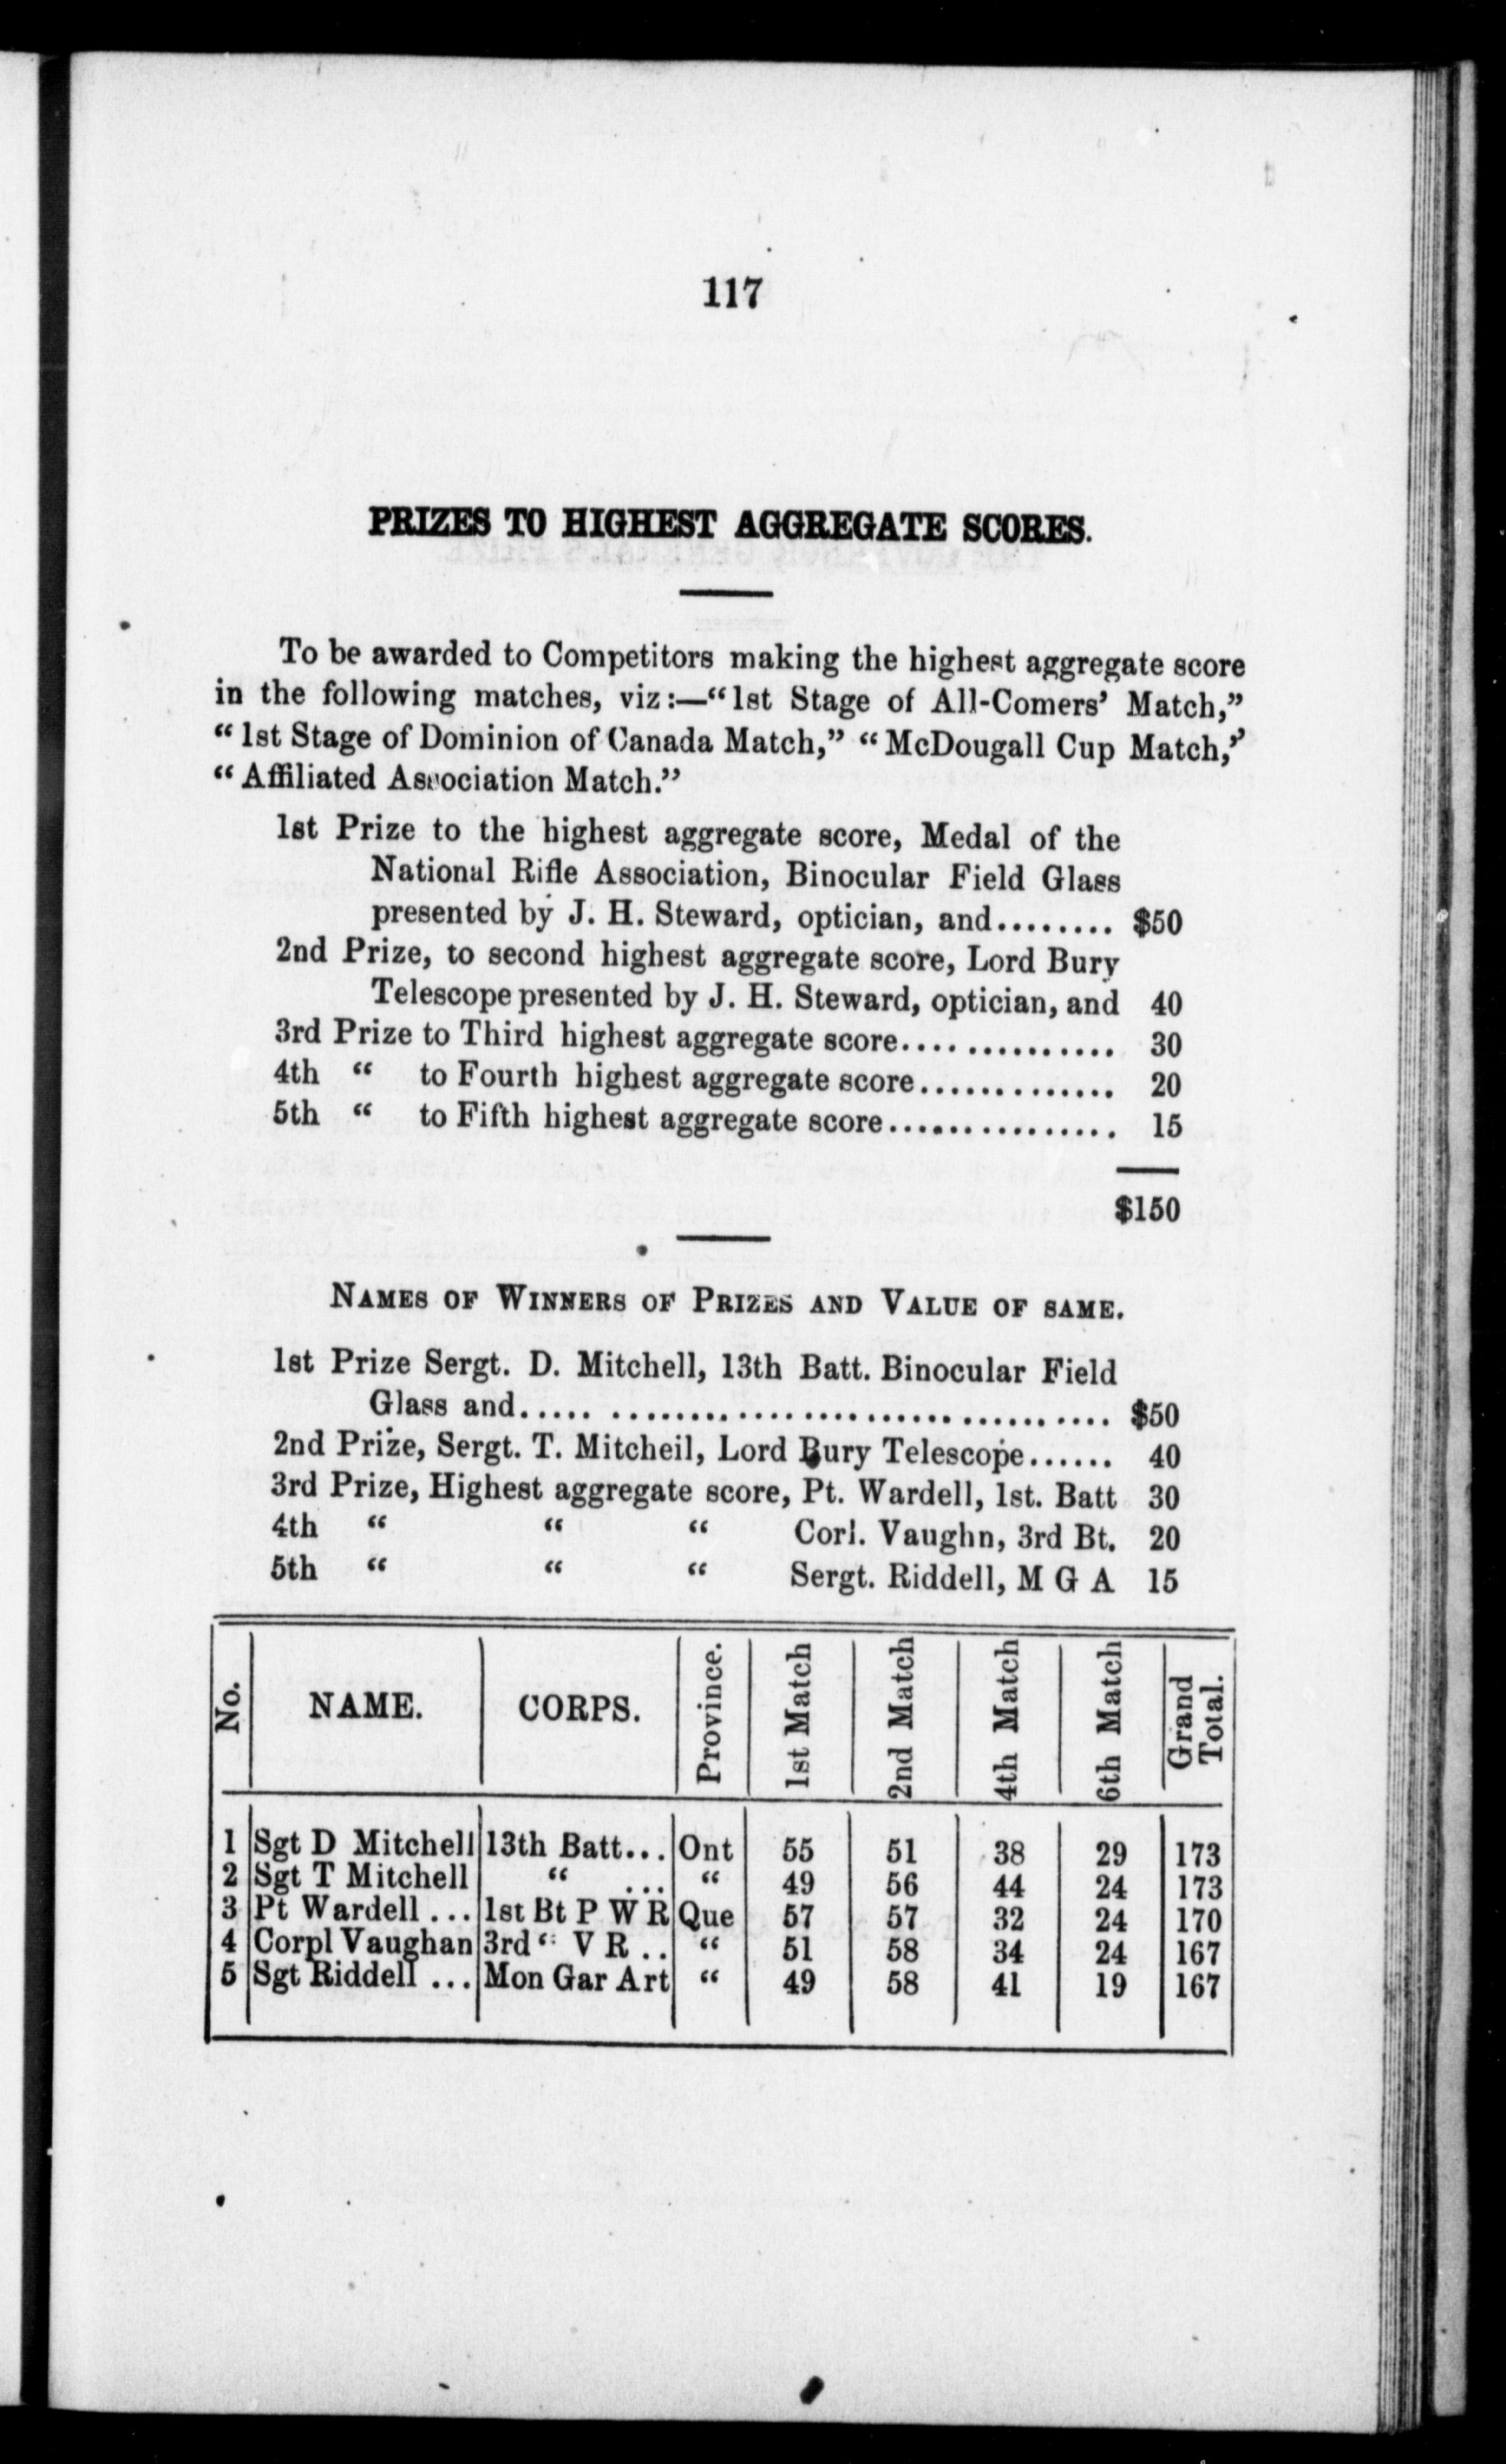 117
PRIZES TO HIGHEST AGGREGATE SCORES.
To be awarded to Competitors making the highest aggregate score
in the following matches, viz:—“1st Stage of All-Comers’ Match,”
“1st Stage of Dominion of Canada Match,” “McDougall Cup Match,”
“Affiliated Association Match.”
1st Prize to the highest aggregate score, Medal of the
National Rifle Association, Binocular Field Glass
presented by J. H. Steward, optician, and........ $50
2nd Prize, to second highest aggregate score, Lord Bury
Telescope presented by J. H. Steward, optician, and 40
3rd Prize to Third highest aggregate score.............. 30
4th “ to Fourth highest aggregate score............. 20
5th “ to Fifth highest aggregate score............... 15
$150
NAMES OF WINNERS OF PRIZES AND VALUE OF SAME.
1st Prize Sergt. D. Mitchell, 13th Batt. Binocular Field
Glass and..... ................................. $50
2nd Prize, Sergt. T. Mitcheil, Lord Bury Telescope...... 40
3rd Prize, Highest aggregate score, Pt. Wardell, 1st. Batt 30
4th “ “ “ Corl. Vaughn, 3rd Bt. 20
5th “ “ “ Sergt. Riddell, M G A 15
No. NAME. CORPS. Province. 1st Match 2nd Match 4th Match 6th Match Grand Total.
1 Sgt D Mitchell 13th Batt... Ont 55 51 38 29 173
2 Sgt T Mitchell “ ... “ 49 56 44 24 173
3 Pt Wardell ... 1st Bt P W R Que 57 57 32 24 170
4 Corpl Vaughan 3rd “ V R .. “ 51 58 34 24 167
5 Sgt Riddell ... Mon Gar Art “ 49 58 41 19 167